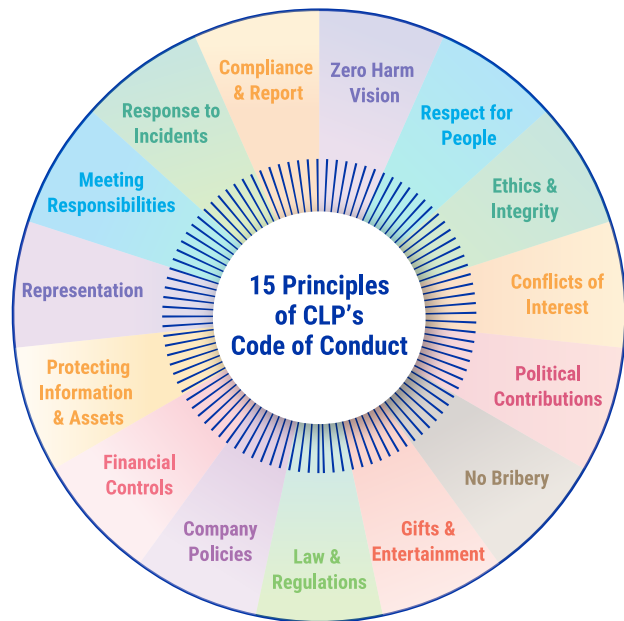 15 Principles
of CLP's
Code of Conduct
Zero Harm
Vision
Respect for
People
Ethics &
Integrity
Conflicts of
Interest
Political
Contributions
No Bribery
Gifts &
Entertainment
Law &
Regulations
Company
Policies
Financial
Controls
Protecting
Information
& Assets
Representation
Meeting
Responsibilities
Response to
Incidents
Compliance
& Report